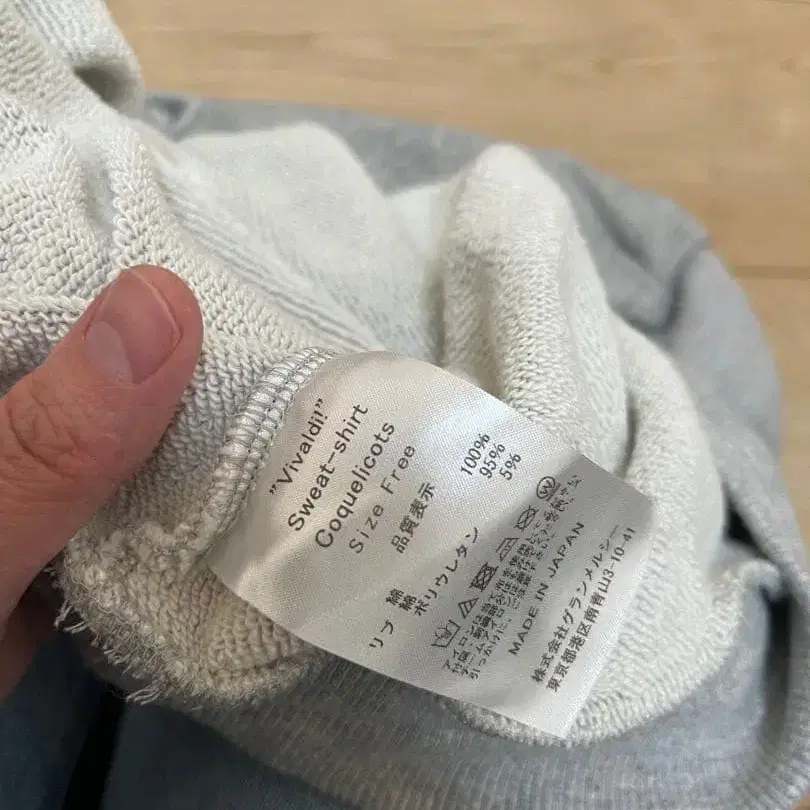 "Vivaldi!"
Sweat-shirt
Coquelicots
Size Free
品質表示
綿 100%
リブ 綿 95%
ポリウレタン 5%
MADE IN JAPAN
株式会社グランメルシー
東京都港区南青山3-10-41